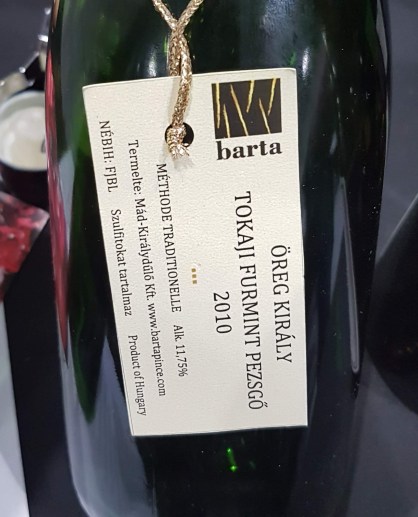 barta
ÖREG KIRÁLY
TOKAJI FURMINT PEZSGŐ
2010
MÉTHODE TRADITIONELLE Alk. 11,75%
Termelte: Mád-Királydűlő Kft. www.bartapince.com
NÉBIH: FJBL Szulfitokat tartalmaz Product of Hungary